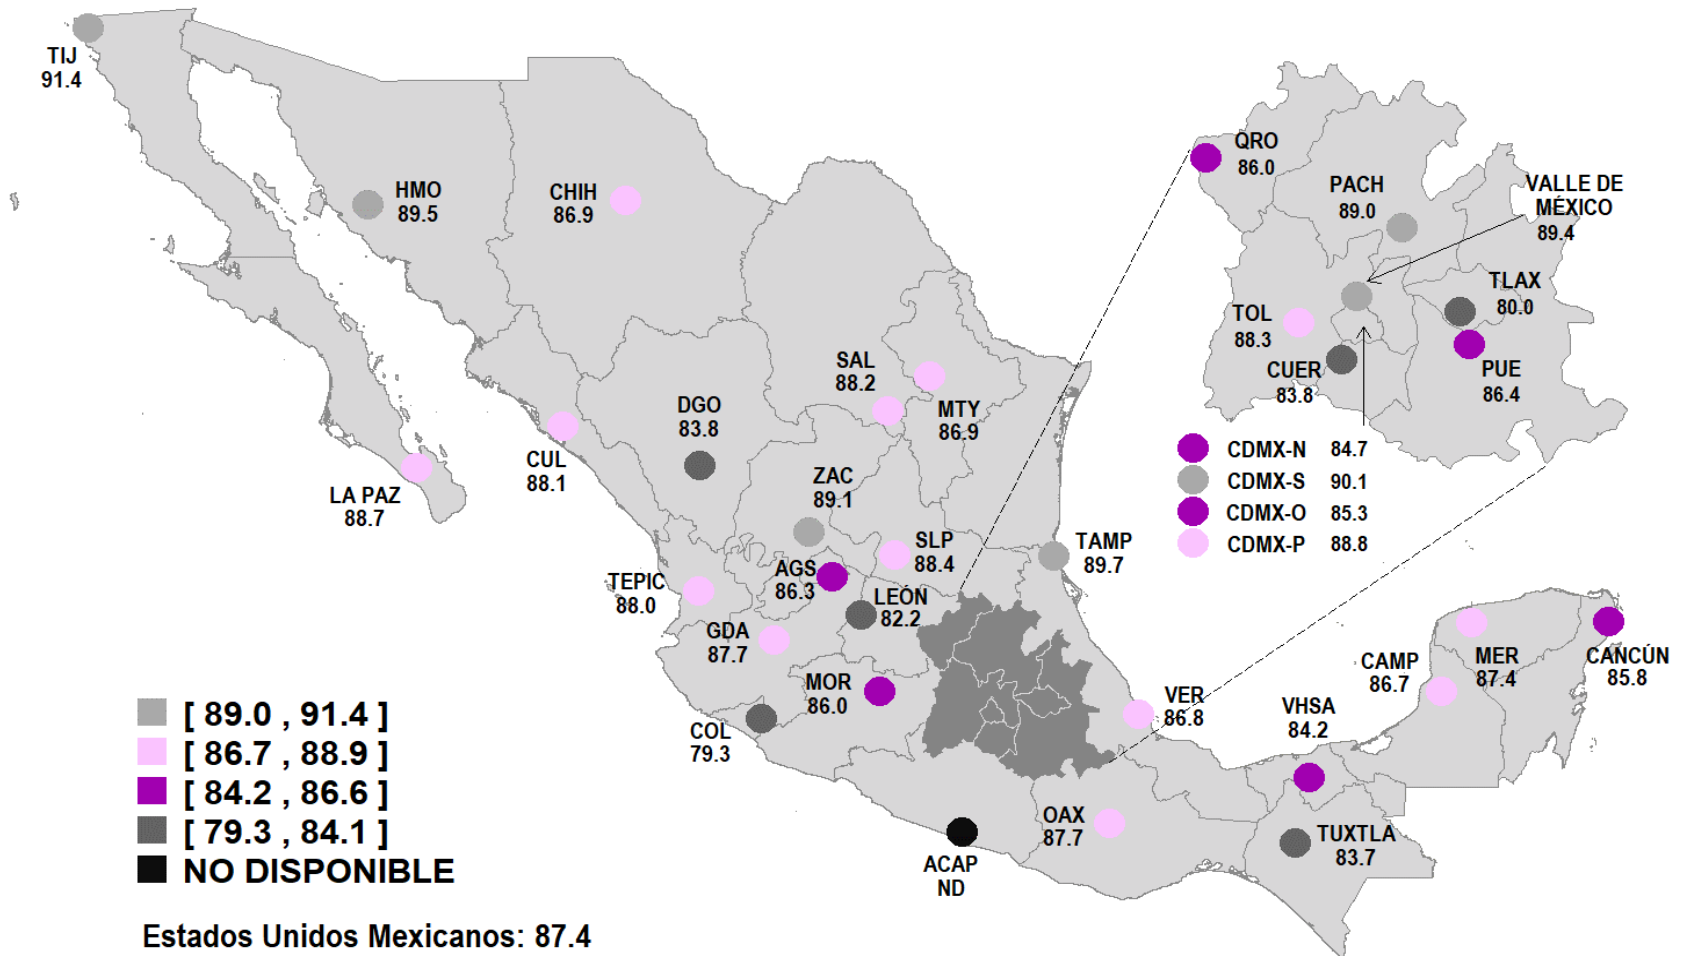 TIJ
91.4
HMO
89.5
CHIH
86.9
QRO
86.0
PACH
89.0
VALLE DE
MÉXICO
89.4
TLAX
80.0
TOL
88.3
CUER
83.8
PUE
86.4
CDMX-N 84.7
CDMX-S 90.1
CDMX-O 85.3
CDMX-P 88.8
SAL
88.2
MTY
86.9
DGO
83.8
CUL
88.1
LA PAZ
88.7
ZAC
89.1
SLP
88.4
TAMP
89.7
AGS
86.3
TEPIC
88.0
LEÓN
82.2
GDA
87.7
MOR
86.0
COL
79.3
VER
86.8
CAMP
86.7
MER
87.4
CANCÚN
85.8
VHSA
84.2
OAX
87.7
TUXTLA
83.7
ACAP
ND
[ 89.0 , 91.4 ]
[ 86.7 , 88.9 ]
[ 84.2 , 86.6 ]
[ 79.3 , 84.1 ]
NO DISPONIBLE
Estados Unidos Mexicanos: 87.4